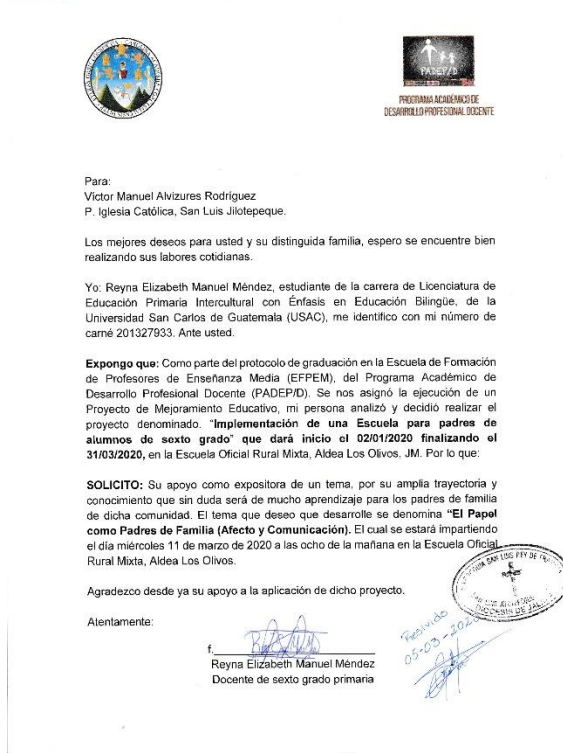 PADEP/D
PROGRAMA ACADÉMICO DE
DESARROLLO PROFESIONAL DOCENTE
Para:
Víctor Manuel Alvizures Rodríguez
P. Iglesia Católica, San Luis Jilotepeque.
Los mejores deseos para usted y su distinguida familia, espero se encuentre bien
realizando sus labores cotidianas.
Yo: Reyna Elizabeth Manuel Méndez, estudiante de la carrera de Licenciatura de
Educación Primaria Intercultural con Énfasis en Educación Bilingüe, de la
Universidad San Carlos de Guatemala (USAC), me identifico con mi número de
carné 201327933. Ante usted.
Expongo que: Como parte del protocolo de graduación en la Escuela de Formación
de Profesores de Enseñanza Media (EFPEM), del Programa Académico de
Desarrollo Profesional Docente (PADEP/D). Se nos asignó la ejecución de un
Proyecto de Mejoramiento Educativo, mi persona analizó y decidió realizar el
proyecto denominado. “Implementación de una Escuela para padres de
alumnos de sexto grado” que dará inicio el 02/01/2020 finalizando el
31/03/2020, en la Escuela Oficial Rural Mixta, Aldea Los Olivos, JM. Por lo que:
SOLICITO: Su apoyo como expositora de un tema, por su amplia trayectoria y
conocimiento que sin duda será de mucho aprendizaje para los padres de familia
de dicha comunidad. El tema que deseo que desarrolle se denomina “El Papel
como Padres de Familia (Afecto y Comunicación). El cual se estará impartiendo
el día miércoles 11 de marzo de 2020 a las ocho de la mañana en la Escuela Oficial
Rural Mixta, Aldea Los Olivos.
SAN LUIS REY DE
DIOCESIS DE
Agradezco desde ya su apoyo a la aplicación de dicho proyecto.
Atentamente:
Resivido
05-03-2020
f.
Reyna Elizabeth Manuel Méndez
Docente de sexto grado primaria